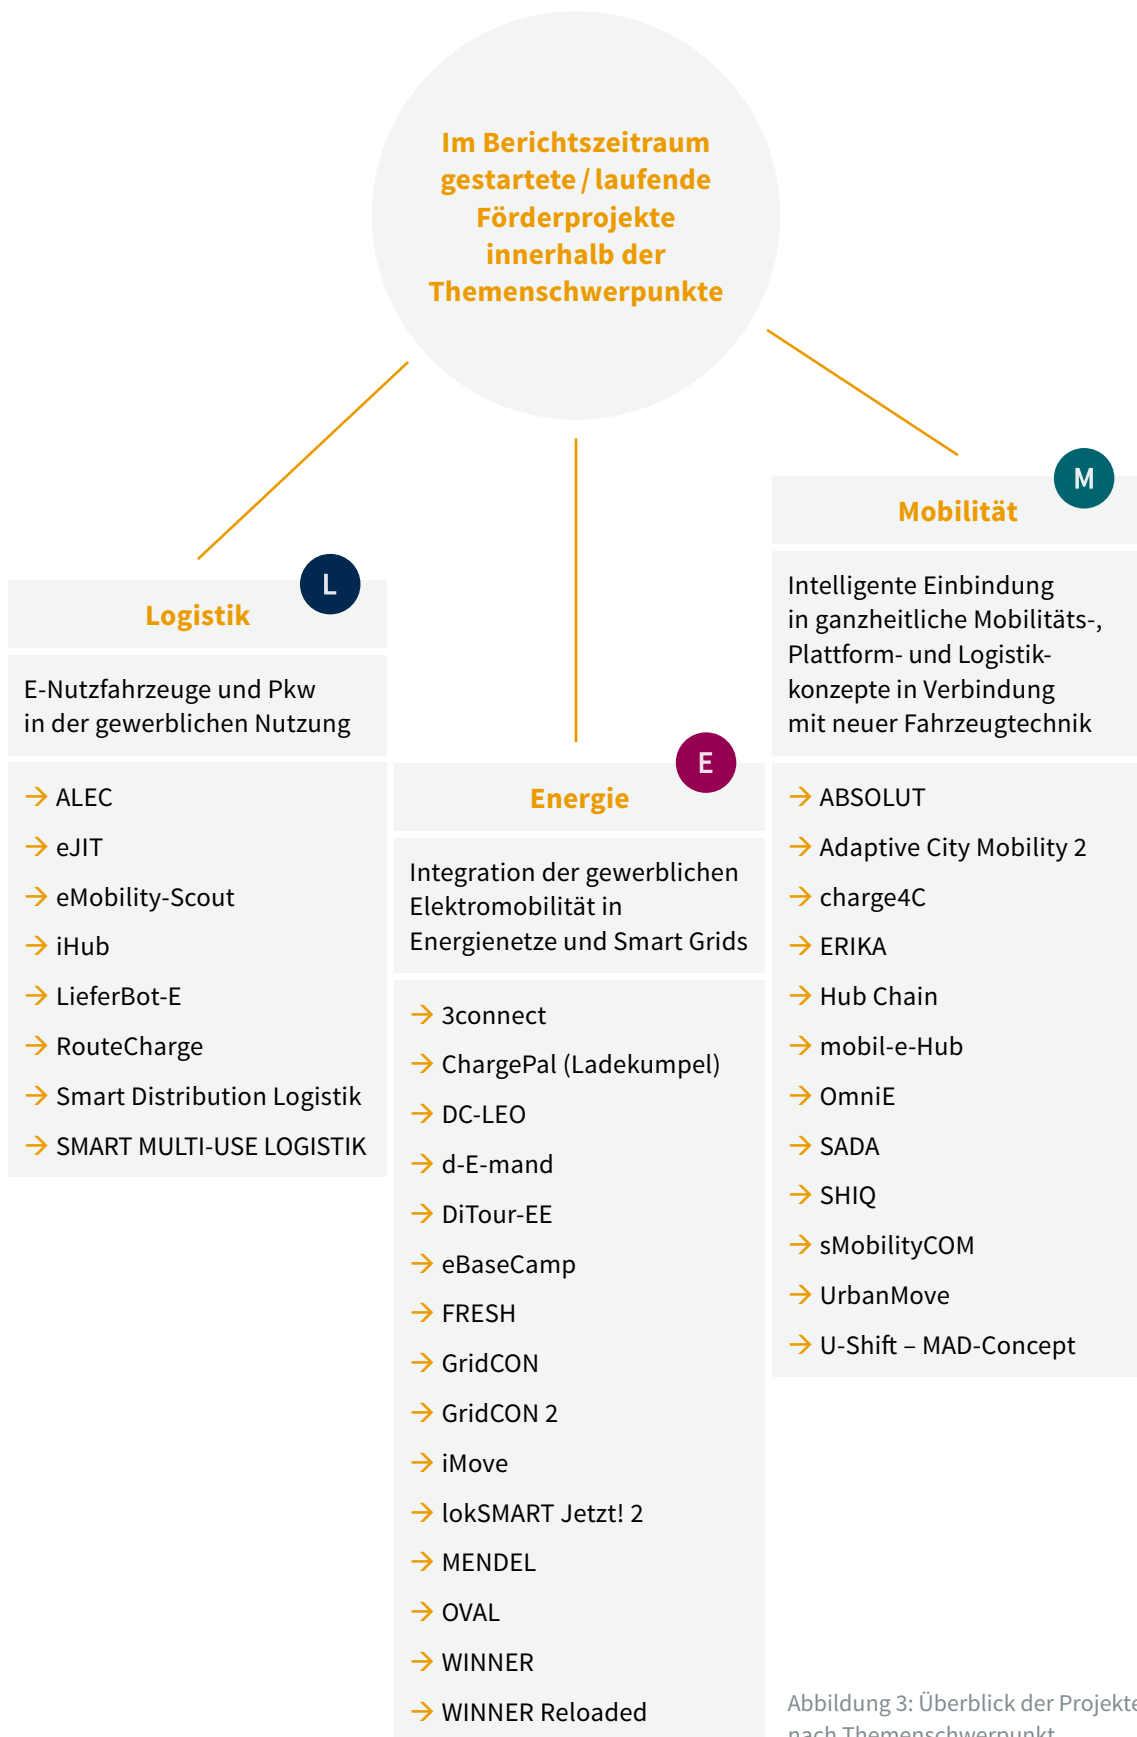 Im Berichtszeitraum
gestartete / laufende
Förderprojekte
innerhalb der
Themenschwerpunkte
L
Logistik
E-Nutzfahrzeuge und Pkw
in der gewerblichen Nutzung
→ ALEC
→ eJIT
→ eMobility-Scout
→ iHub
→ LieferBot-E
→ RouteCharge
→ Smart Distribution Logistik
→ SMART MULTI-USE LOGISTIK
E
Energie
Integration der gewerblichen
Elektromobilität in
Energienetze und Smart Grids
→ 3connect
→ ChargePal (Ladekumpel)
→ DC-LEO
→ d-E-mand
→ DiTour-EE
→ eBaseCamp
→ FRESH
→ GridCON
→ GridCON 2
→ iMove
→ lokSMART Jetzt! 2
→ MENDEL
→ OVAL
→ WINNER
→ WINNER Reloaded
M
Mobilität
Intelligente Einbindung
in ganzheitliche Mobilitäts-,
Plattform- und Logistik-
konzepte in Verbindung
mit neuer Fahrzeugtechnik
→ ABSOLUT
→ Adaptive City Mobility 2
→ charge4C
→ ERIKA
→ Hub Chain
→ mobil-e-Hub
→ OmniE
→ SADA
→ SHIQ
→ sMobilityCOM
→ UrbanMove
→ U-Shift – MAD-Concept
Abbildung 3: Überblick der Projekte
nach Themenschwerpunkt